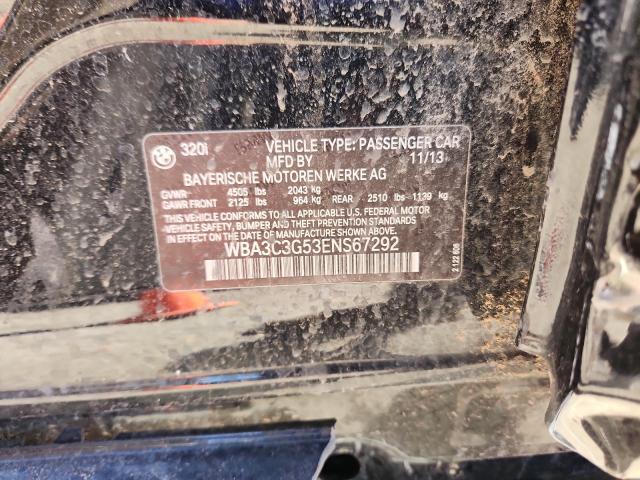 320i VEHICLE TYPE: PASSENGER CAR
MFD BY 11/13
BAYERISCHE MOTOREN WERKE AG
GVWR- 4505 lbs 2043 kg
GAWR FRONT 2125 lbs 964 kg REAR 2510 lbs 1139 kg
THIS VEHICLE CONFORMS TO ALL APPLICABLE U.S. FEDERAL MOTOR
VEHICLE SAFETY, BUMPER AND THEFT PREVENTION STANDARDS IN
EFFECT ON THE DATE OF MANUFACTURE SHOWN ABOVE.
WBA3C3G53ENS67292